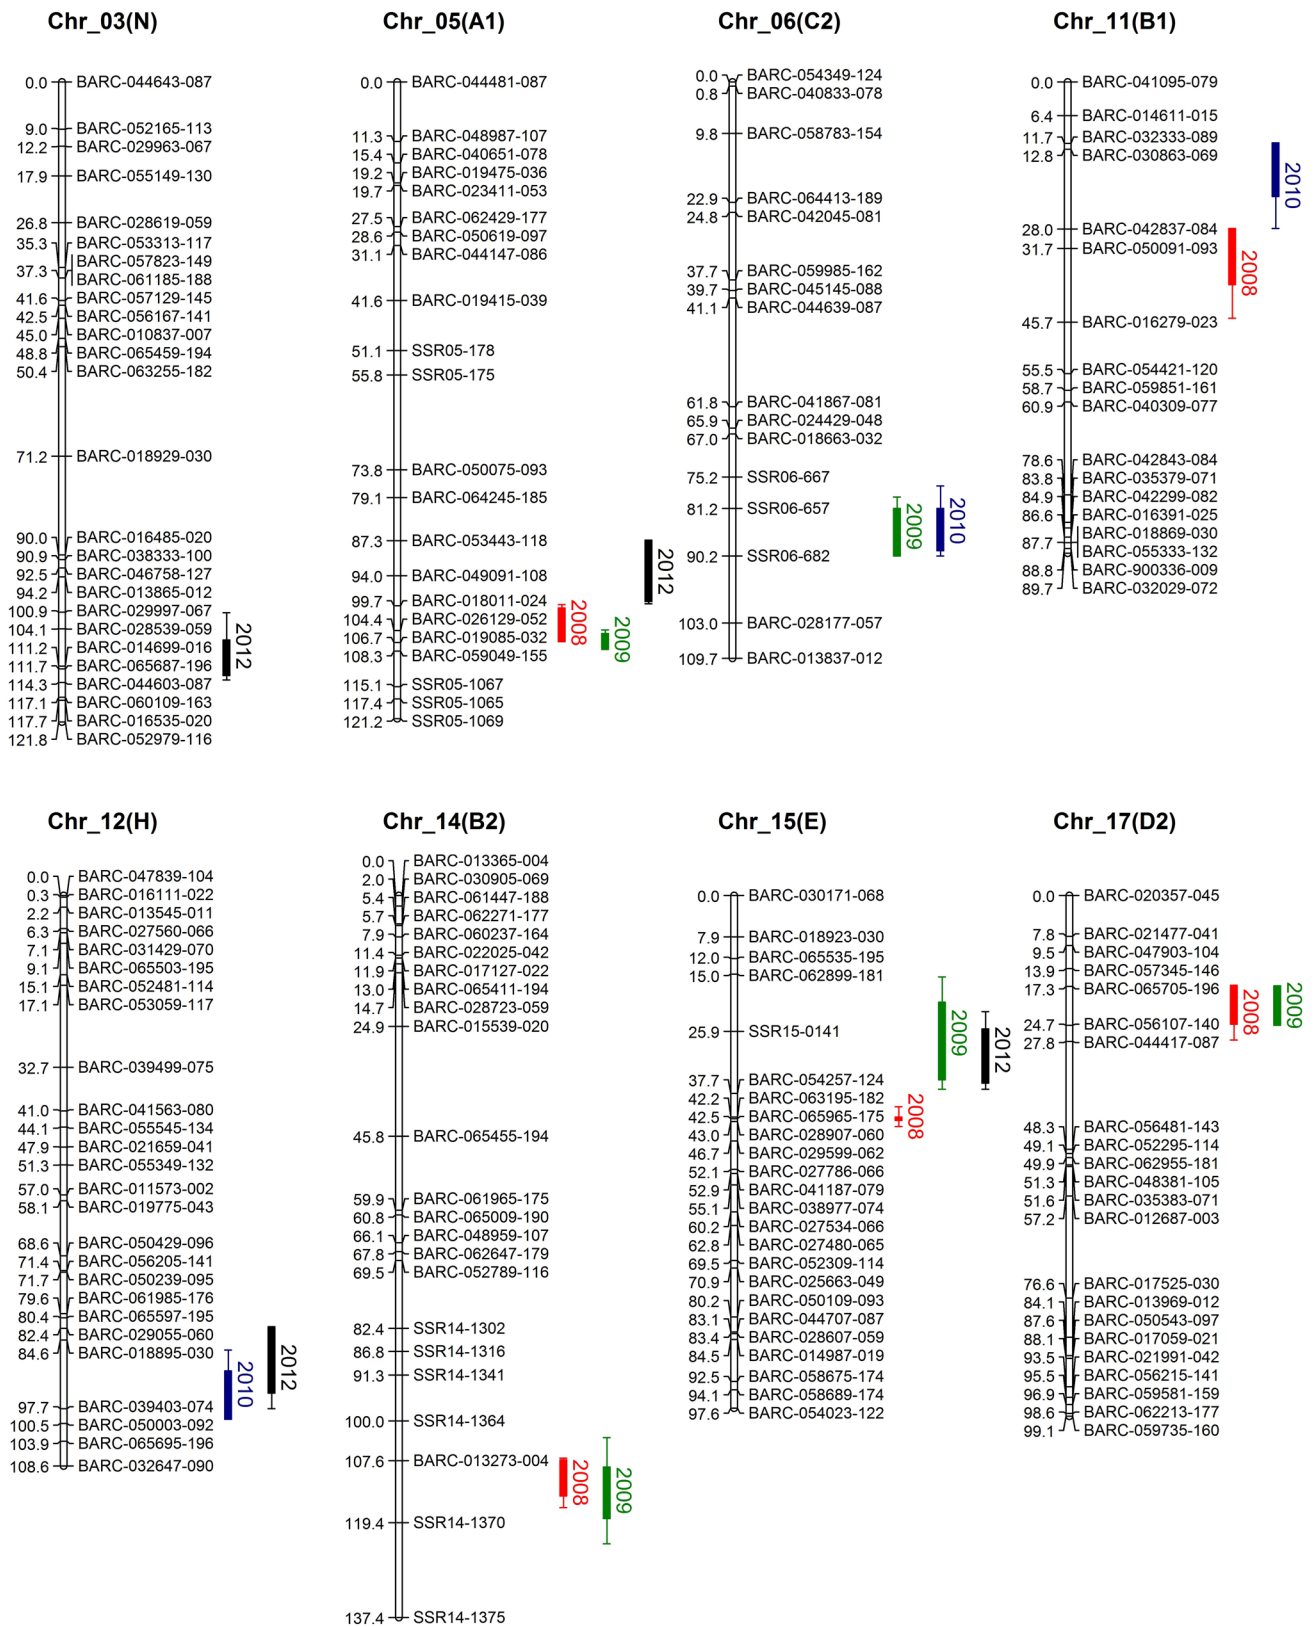 Chr_03(N)
0.0 BARC-044643-087
9.0 BARC-052165-113
12.2 BARC-029963-067
17.9 BARC-055149-130
26.8 BARC-028619-059
35.3 BARC-053313-117
BARC-057823-149
37.3 BARC-061185-188
41.6 BARC-057129-145
42.5 BARC-056167-141
45.0 BARC-010837-007
48.8 BARC-065459-194
50.4 BARC-063255-182
71.2 BARC-018929-030
90.0 BARC-016485-020
90.9 BARC-038333-100
92.5 BARC-046758-127
94.2 BARC-013865-012
100.9 BARC-029997-067
104.1 BARC-028539-059
111.2 BARC-014699-016
111.7 BARC-065687-196
114.3 BARC-044603-087
117.1 BARC-060109-163
117.7 BARC-016535-020
121.8 BARC-052979-116
2012
Chr_05(A1)
0.0 BARC-044481-087
11.3 BARC-048987-107
15.4 BARC-040651-078
19.2 BARC-019475-036
19.7 BARC-023411-053
27.5 BARC-062429-177
28.6 BARC-050619-097
31.1 BARC-044147-086
41.6 BARC-019415-039
51.1 SSR05-178
55.8 SSR05-175
73.8 BARC-050075-093
79.1 BARC-064245-185
87.3 BARC-053443-118
94.0 BARC-049091-108
99.7 BARC-018011-024
104.4 BARC-026129-052
106.7 BARC-019085-032
108.3 BARC-059049-155
115.1 SSR05-1067
117.4 SSR05-1065
121.2 SSR05-1069
2008
2009
2012
Chr_06(C2)
0.0 BARC-054349-124
0.8 BARC-040833-078
9.8 BARC-058783-154
22.9 BARC-064413-189
24.8 BARC-042045-081
37.7 BARC-059985-162
39.7 BARC-045145-088
41.1 BARC-044639-087
61.8 BARC-041867-081
65.9 BARC-024429-048
67.0 BARC-018663-032
75.2 SSR06-667
81.2 SSR06-657
90.2 SSR06-682
103.0 BARC-028177-057
109.7 BARC-013837-012
2009
2010
Chr_11(B1)
0.0 BARC-041095-079
6.4 BARC-014611-015
11.7 BARC-032333-089
12.8 BARC-030863-069
28.0 BARC-042837-084
31.7 BARC-050091-093
45.7 BARC-016279-023
55.5 BARC-054421-120
58.7 BARC-059851-161
60.9 BARC-040309-077
78.6 BARC-042843-084
83.8 BARC-035379-071
84.9 BARC-042299-082
86.6 BARC-016391-025
BARC-018869-030
87.7 BARC-055333-132
88.8 BARC-900336-009
89.7 BARC-032029-072
2008
2010
Chr_12(H)
0.0 BARC-047839-104
0.3 BARC-016111-022
2.2 BARC-013545-011
6.3 BARC-027560-066
7.1 BARC-031429-070
9.1 BARC-065503-195
15.1 BARC-052481-114
17.1 BARC-053059-117
32.7 BARC-039499-075
41.0 BARC-041563-080
44.1 BARC-055545-134
47.9 BARC-021659-041
51.3 BARC-055349-132
57.0 BARC-011573-002
58.1 BARC-019775-043
68.6 BARC-050429-096
71.4 BARC-056205-141
71.7 BARC-050239-095
79.6 BARC-061985-176
80.4 BARC-065597-195
82.4 BARC-029055-060
84.6 BARC-018895-030
97.7 BARC-039403-074
100.5 BARC-050003-092
103.9 BARC-065695-196
108.6 BARC-032647-090
2010
2012
Chr_14(B2)
0.0 BARC-013365-004
2.0 BARC-030905-069
5.4 BARC-061447-188
5.7 BARC-062271-177
7.9 BARC-060237-164
11.4 BARC-022025-042
11.9 BARC-017127-022
13.0 BARC-065411-194
14.7 BARC-028723-059
24.9 BARC-015539-020
45.8 BARC-065455-194
59.9 BARC-061965-175
60.8 BARC-065009-190
66.1 BARC-048959-107
67.8 BARC-062647-179
69.5 BARC-052789-116
82.4 SSR14-1302
86.8 SSR14-1316
91.3 SSR14-1341
100.0 SSR14-1364
107.6 BARC-013273-004
119.4 SSR14-1370
137.4 SSR14-1375
2008
2009
Chr_15(E)
0.0 BARC-030171-068
7.9 BARC-018923-030
12.0 BARC-065535-195
15.0 BARC-062899-181
25.9 SSR15-0141
37.7 BARC-054257-124
42.2 BARC-063195-182
42.5 BARC-065965-175
43.0 BARC-028907-060
46.7 BARC-029599-062
52.1 BARC-027786-066
52.9 BARC-041187-079
55.1 BARC-038977-074
60.2 BARC-027534-066
62.8 BARC-027480-065
69.5 BARC-052309-114
70.9 BARC-025663-049
80.2 BARC-050109-093
83.1 BARC-044707-087
83.4 BARC-028607-059
84.5 BARC-014987-019
92.5 BARC-058675-174
94.1 BARC-058689-174
97.6 BARC-054023-122
2008
2009
2012
Chr_17(D2)
0.0 BARC-020357-045
7.8 BARC-021477-041
9.5 BARC-047903-104
13.9 BARC-057345-146
17.3 BARC-065705-196
24.7 BARC-056107-140
27.8 BARC-044417-087
48.3 BARC-056481-143
49.1 BARC-052295-114
49.9 BARC-062955-181
51.3 BARC-048381-105
51.6 BARC-035383-071
57.2 BARC-012687-003
76.6 BARC-017525-030
84.1 BARC-013969-012
87.6 BARC-050543-097
88.1 BARC-017059-021
93.5 BARC-021991-042
95.5 BARC-056215-141
96.9 BARC-059581-159
98.6 BARC-062213-177
99.1 BARC-059735-160
2008
2009